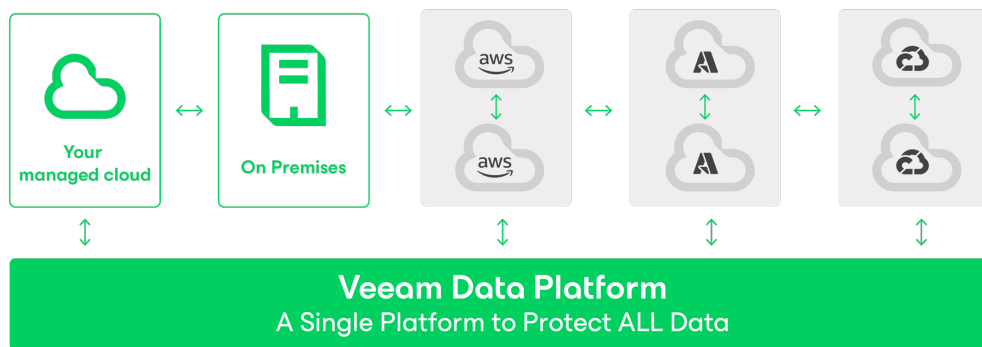 Your
managed cloud
On Premises
aws
aws
Veeam Data Platform
A Single Platform to Protect ALL Data